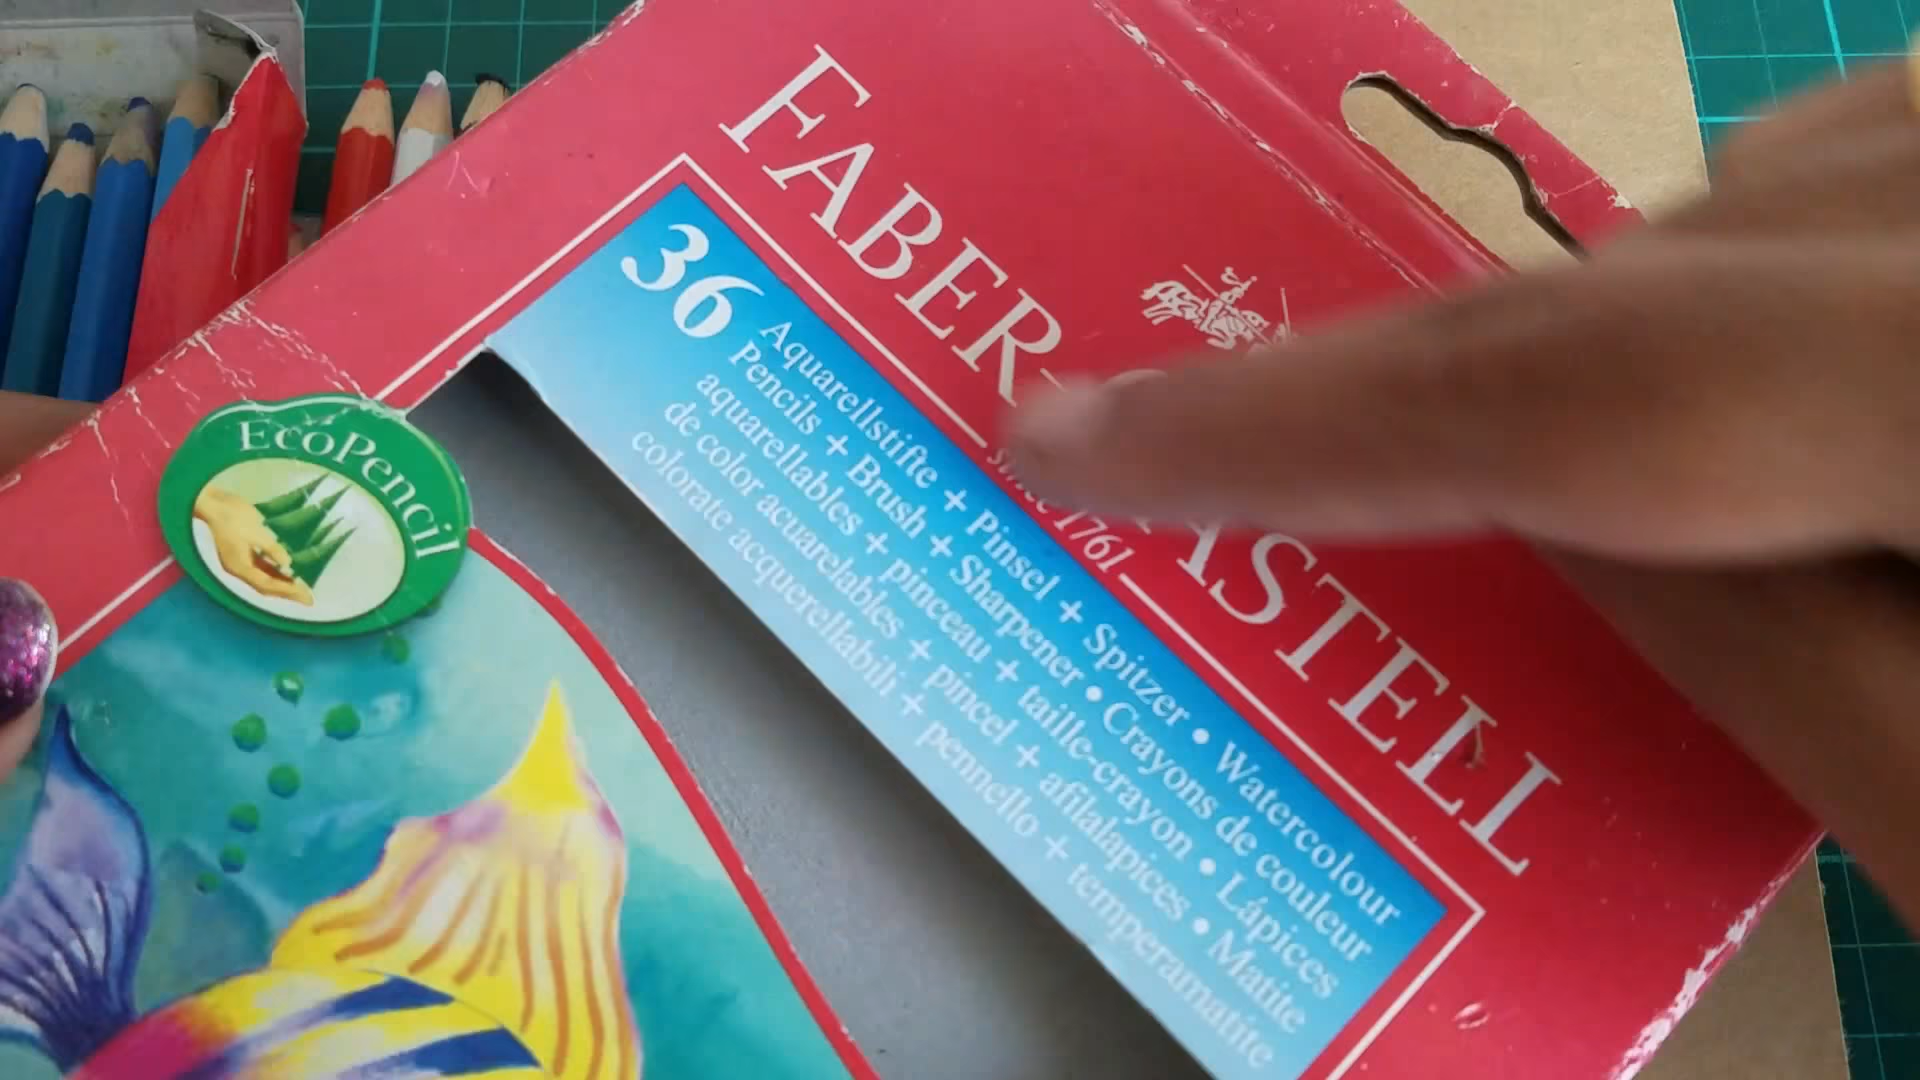 FABER-CASTELL
since 1761
36
Aquarellstifte + Pinsel + Spitzer • Watercolour
Pencils + Brush + Sharpener • Crayons de couleur
aquarellables + pinceau + taille-crayon • Lápices
de color acuarelables + pincel + afilalapices • Matite
colorate acquerellabili + pennello + temperamatite
EcoPencil